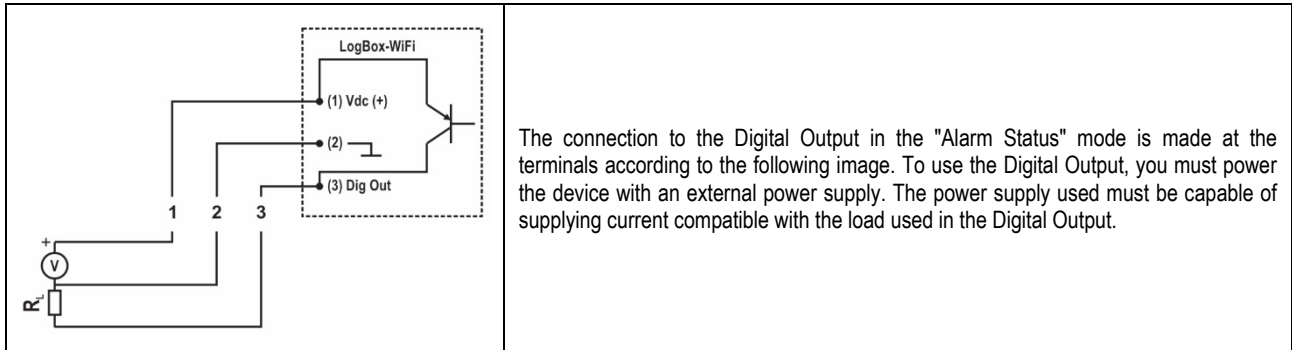 LogBox-WiFi
(1) Vdc (+)
(2)
(3) Dig Out
1 2 3
+
V
RL
The connection to the Digital Output in the "Alarm Status" mode is made at the
terminals according to the following image. To use the Digital Output, you must power
the device with an external power supply. The power supply used must be capable of
supplying current compatible with the load used in the Digital Output.